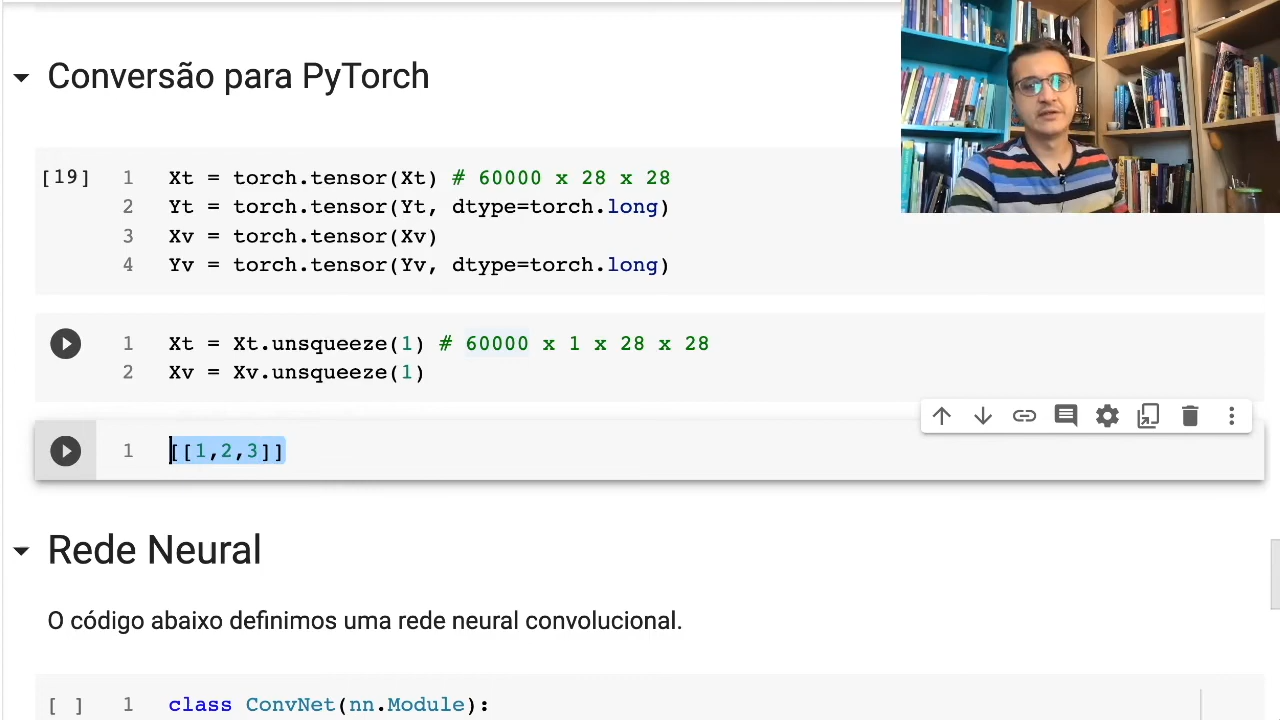 Conversão para PyTorch
[19] 1 Xt = torch.tensor(Xt) # 60000 x 28 x 28
2 Yt = torch.tensor(Yt, dtype=torch.long)
3 Xv = torch.tensor(Xv)
4 Yv = torch.tensor(Yv, dtype=torch.long)
1 Xt = Xt.unsqueeze(1) # 60000 x 1 x 28 x 28
2 Xv = Xv.unsqueeze(1)
1 [[1,2,3]]
Rede Neural
O código abaixo definimos uma rede neural convolucional.
[ ] 1 class ConvNet(nn.Module):